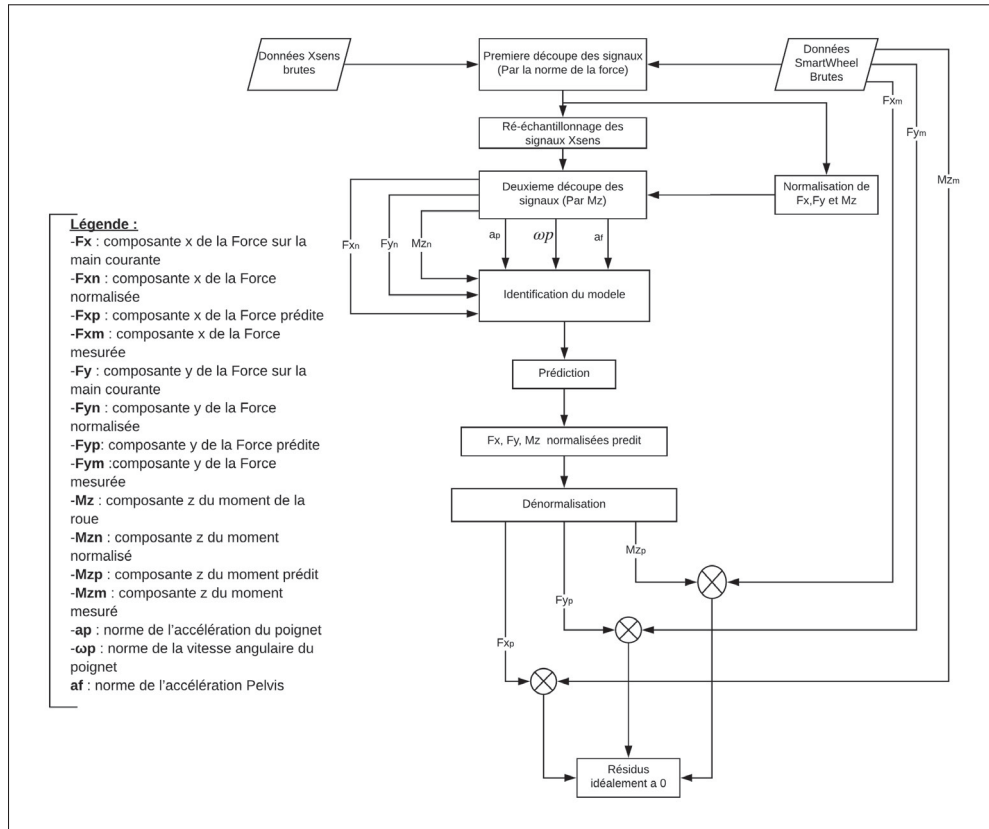 Données Xsens
brutes
Premiere découpe des signaux
(Par la norme de la force)
Données
SmartWheel
Brutes
Fxm
Fym
Mzm
Ré-échantillonnage des
signaux Xsens
Normalisation de
Fx,Fy et Mz
Deuxieme découpe des
signaux (Par Mz)
Fxn
Fyn
Mzn
ap
ωp
af
Identification du modele
Prédiction
Fx, Fy, Mz normalisées predit
Dénormalisation
Mzp
Fyp
Fxp
Résidus
idéalement a 0
Légende :
-Fx : composante x de la Force sur la
main courante
-Fxn : composante x de la Force
normalisée
-Fxp : composante x de la Force prédite
-Fxm : composante x de la Force
mesurée
-Fy : composante y de la Force sur la
main courante
-Fyn : composante y de la Force
normalisée
-Fyp: composante y de la Force prédite
-Fym :composante y de la Force
mesurée
-Mz : composante z du moment de la
roue
-Mzn : composante z du moment
normalisé
-Mzp : composante z du moment prédit
-Mzm : composante z du moment
mesuré
-ap : norme de l'accélération du poignet
-ωp : norme de la vitesse angulaire du
poignet
af : norme de l'accélération Pelvis